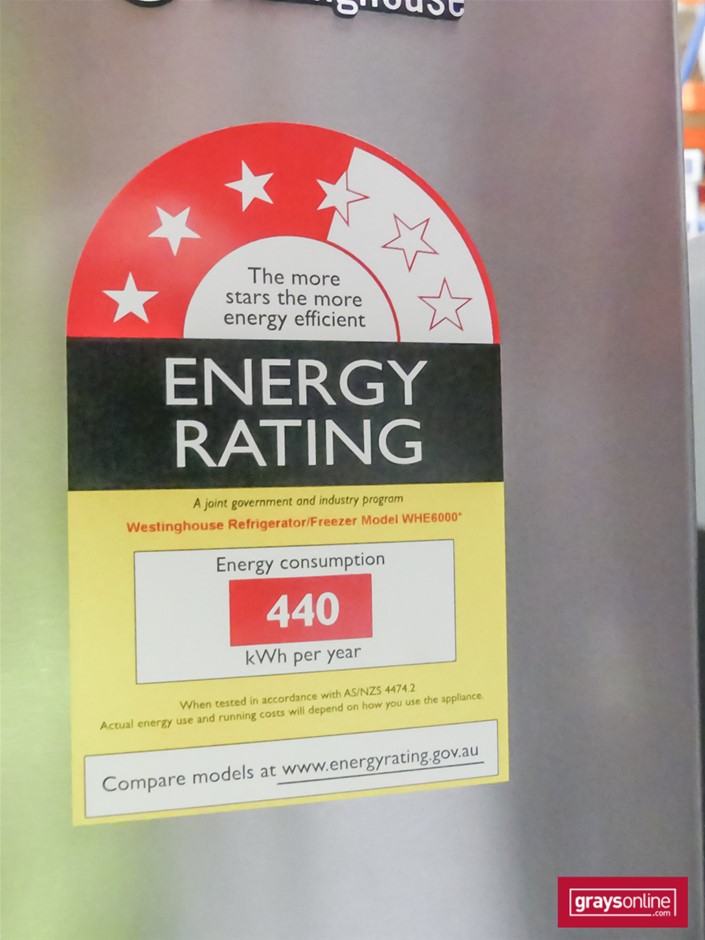 The more
stars the more
energy efficient
ENERGY
RATING
A joint government and industry program
Westinghouse Refrigerator/Freezer Model WHE6000*
Energy consumption
440
kWh per year
When tested in accordance with AS/NZS 4474.2
Actual energy use and running costs will depend on how you use the appliance.
Compare models at www.energyrating.gov.au
graysonline
.com